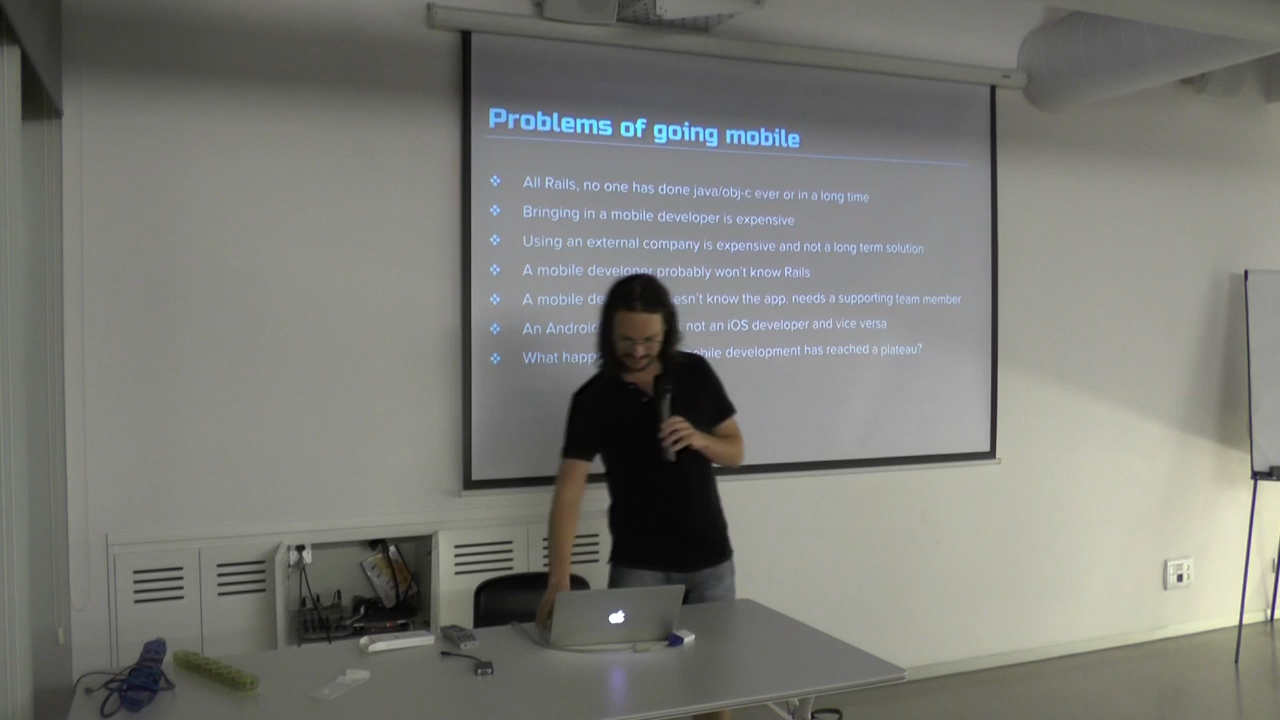 Problems of going mobile
All Rails, no one has done java/obj-c ever or in a long time
Bringing in a mobile developer is expensive
Using an external company is expensive and not a long term solution
A mobile developer probably won't know Rails
A mobile de esn't know the app, needs a supporting team member
An Android not an iOS developer and vice versa
What happ bile development has reached a plateau?